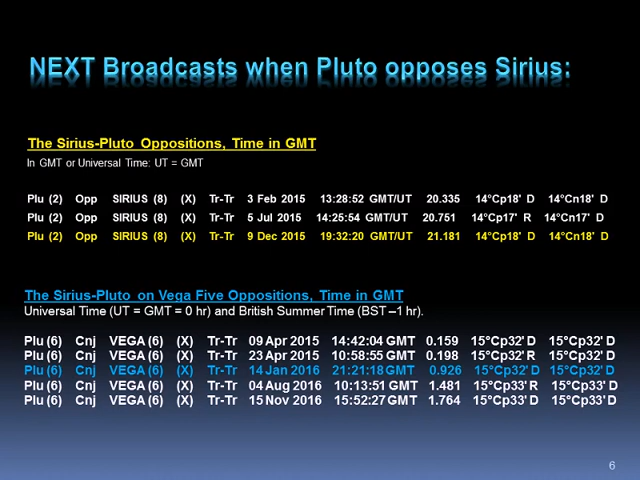 NEXT Broadcasts when Pluto opposes Sirius:
The Sirius-Pluto Oppositions, Time in GMT
In GMT or Universal Time: UT = GMT
Plu (2) Opp SIRIUS (8) (X) Tr-Tr 3 Feb 2015 13:28:52 GMT/UT 20.335 14°Cp18' D 14°Cn18' D
Plu (2) Opp SIRIUS (8) (X) Tr-Tr 5 Jul 2015 14:25:54 GMT/UT 20.751 14°Cp17' R 14°Cn17' D
Plu (2) Opp SIRIUS (8) (X) Tr-Tr 9 Dec 2015 19:32:20 GMT/UT 21.181 14°Cp18' D 14°Cn18' D
The Sirius-Pluto on Vega Five Oppositions, Time in GMT
Universal Time (UT = GMT = 0 hr) and British Summer Time (BST –1 hr).
Plu (6) Cnj VEGA (6) (X) Tr-Tr 09 Apr 2015 14:42:04 GMT 0.159 15°Cp32' D 15°Cp32' D
Plu (6) Cnj VEGA (6) (X) Tr-Tr 23 Apr 2015 10:58:55 GMT 0.198 15°Cp32' R 15°Cp32' D
Plu (6) Cnj VEGA (6) (X) Tr-Tr 14 Jan 2016 21:21:18 GMT 0.926 15°Cp32' D 15°Cp32' D
Plu (6) Cnj VEGA (6) (X) Tr-Tr 04 Aug 2016 10:13:51 GMT 1.481 15°Cp33' R 15°Cp33' D
Plu (6) Cnj VEGA (6) (X) Tr-Tr 15 Nov 2016 15:52:27 GMT 1.764 15°Cp33' D 15°Cp33' D
6